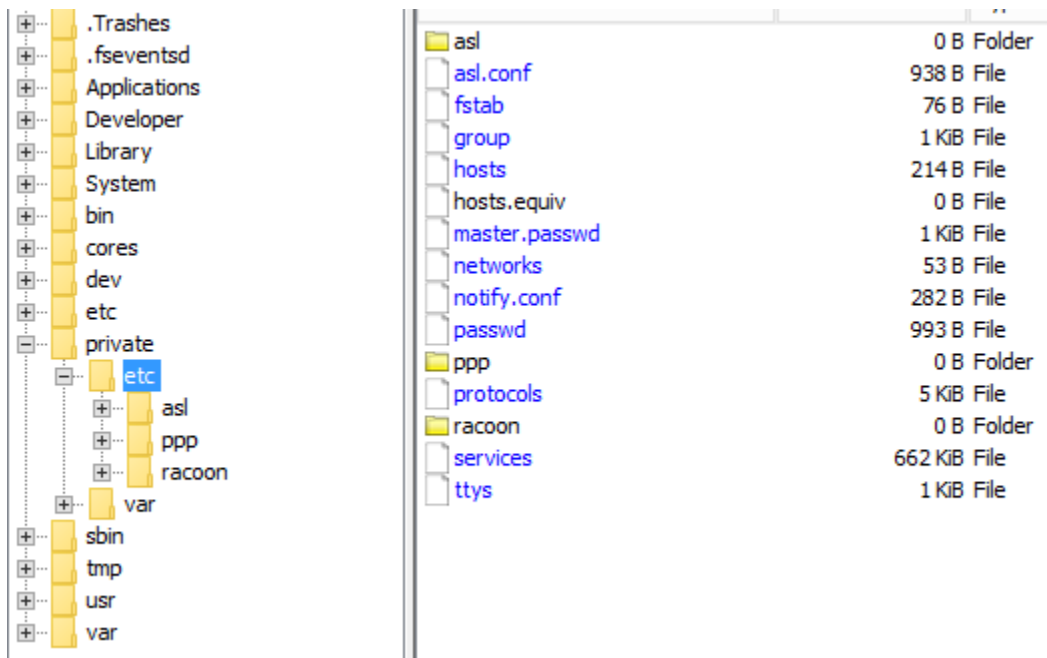 .Trashes
.fseventsd
Applications
Developer
Library
System
bin
cores
dev
etc
private
etc
asl
ppp
racoon
var
sbin
tmp
usr
var
asl 0 B Folder
asl.conf 938 B File
fstab 76 B File
group 1 KiB File
hosts 214 B File
hosts.equiv 0 B File
master.passwd 1 KiB File
networks 53 B File
notify.conf 282 B File
passwd 993 B File
ppp 0 B Folder
protocols 5 KiB File
racoon 0 B Folder
services 662 KiB File
ttys 1 KiB File